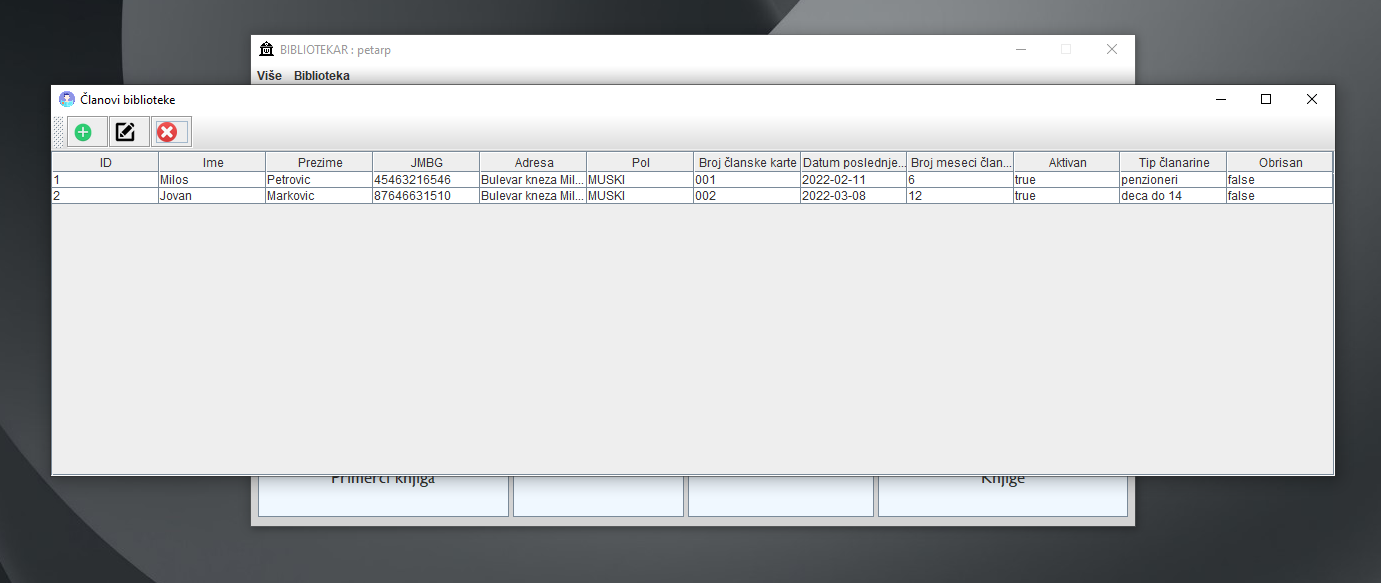 BIBLIOTEKAR : petarp
Više Biblioteka
Članovi biblioteke
ID Ime Prezime JMBG Adresa Pol Broj članske karte Datum poslednje... Broj meseci član... Aktivan Tip članarine Obrisan
1 Milos Petrovic 45463216546 Bulevar kneza Mil... MUSKI 001 2022-02-11 6 true penzioneri false
2 Jovan Markovic 87646631510 Bulevar kneza Mil... MUSKI 002 2022-03-08 12 true deca do 14 false
Primerci knjiga Knjige